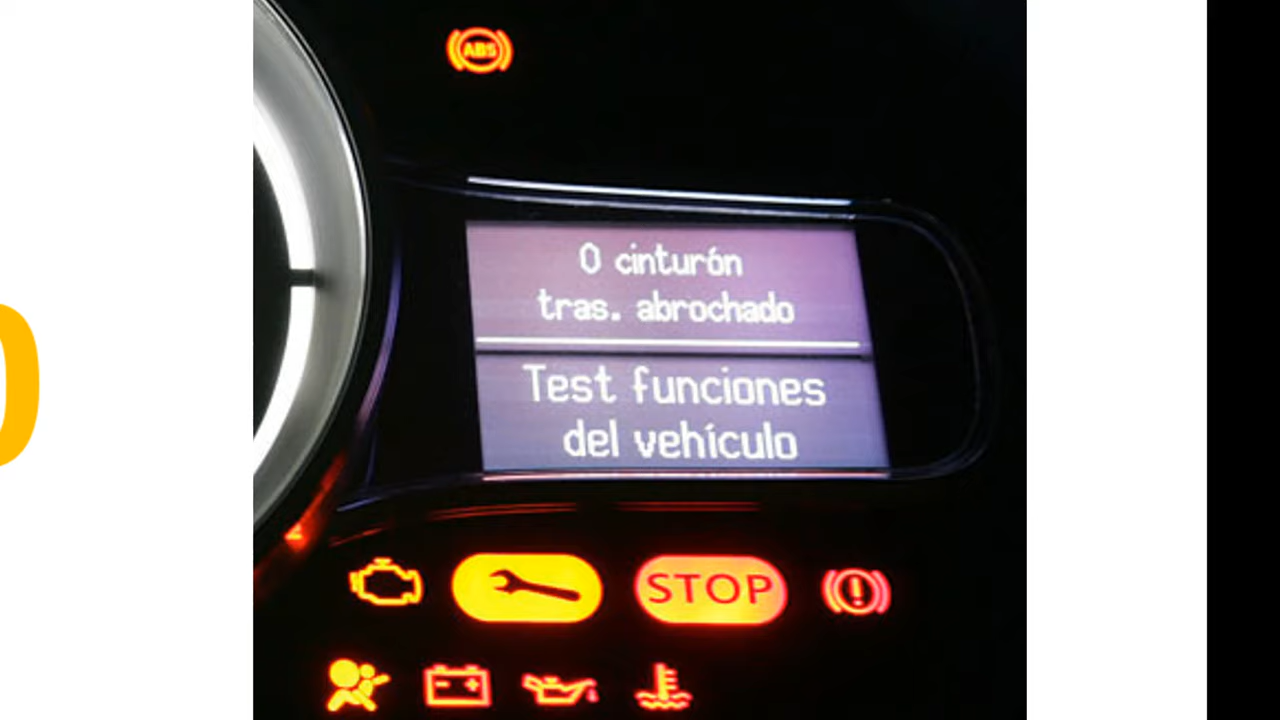 ABS
0 cinturón
tras. abrochado
Test funciones
del vehículo
STOP